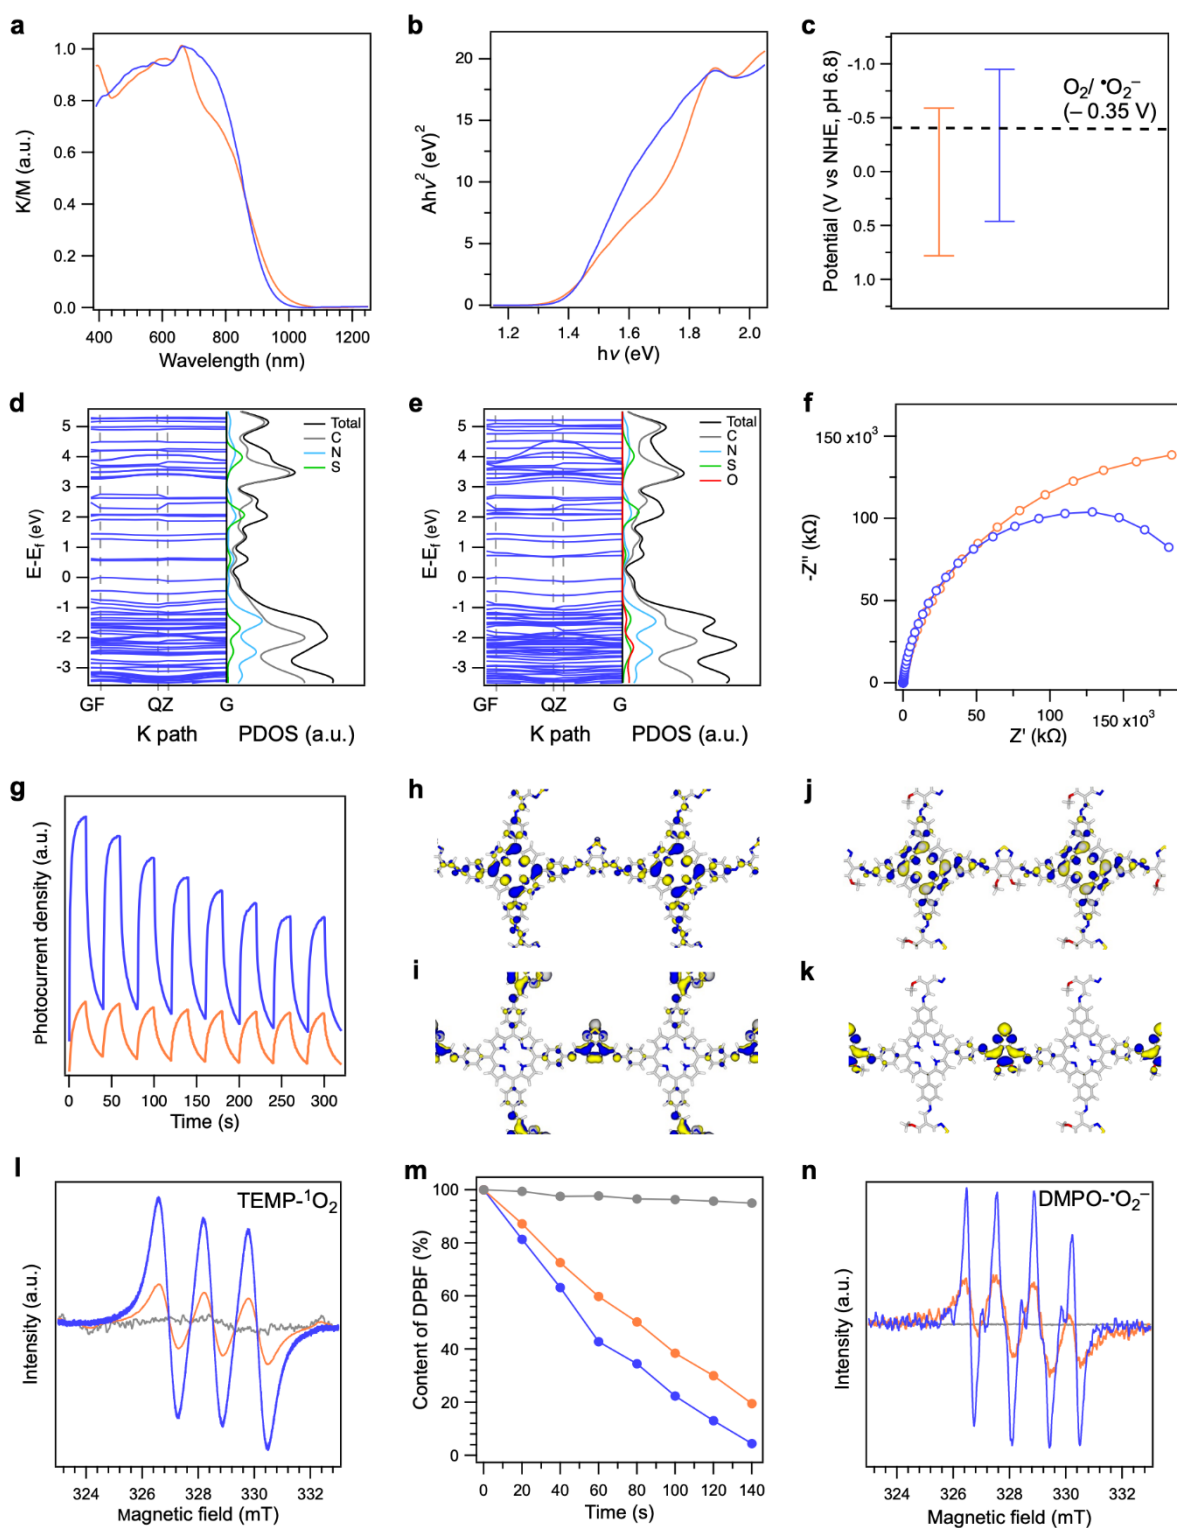 a
K/M (a.u.)
1.0
0.8
0.6
0.4
0.2
0.0
400 600 800 1000 1200
Wavelength (nm)
b
Ahν² (eV)²
20
15
10
5
0
1.2 1.4 1.6 1.8 2.0
hν (eV)
c
Potential (V vs NHE, pH 6.8)
-1.0
-0.5
0.0
0.5
1.0
O₂/ •O₂⁻
(– 0.35 V)
d
E-Ef (eV)
5
4
3
2
1
0
-1
-2
-3
Total
C
N
S
GF QZ G
K path PDOS (a.u.)
e
E-Ef (eV)
5
4
3
2
1
0
-1
-2
-3
Total
C
N
S
O
GF QZ G
K path PDOS (a.u.)
f
-Z'' (kΩ)
150 x10³
100
50
0
0 50 100 150 x10³
Z' (kΩ)
g
Photocurrent density (a.u.)
0 50 100 150 200 250 300
Time (s)
h
j
i
k
l
TEMP-¹O₂
Intensity (a.u.)
324 326 328 330 332
Magnetic field (mT)
m
Content of DPBF (%)
100
80
60
40
20
0
0 20 40 60 80 100 120 140
Time (s)
n
DMPO-•O₂⁻
Intensity (a.u.)
324 326 328 330 332
Magnetic field (mT)